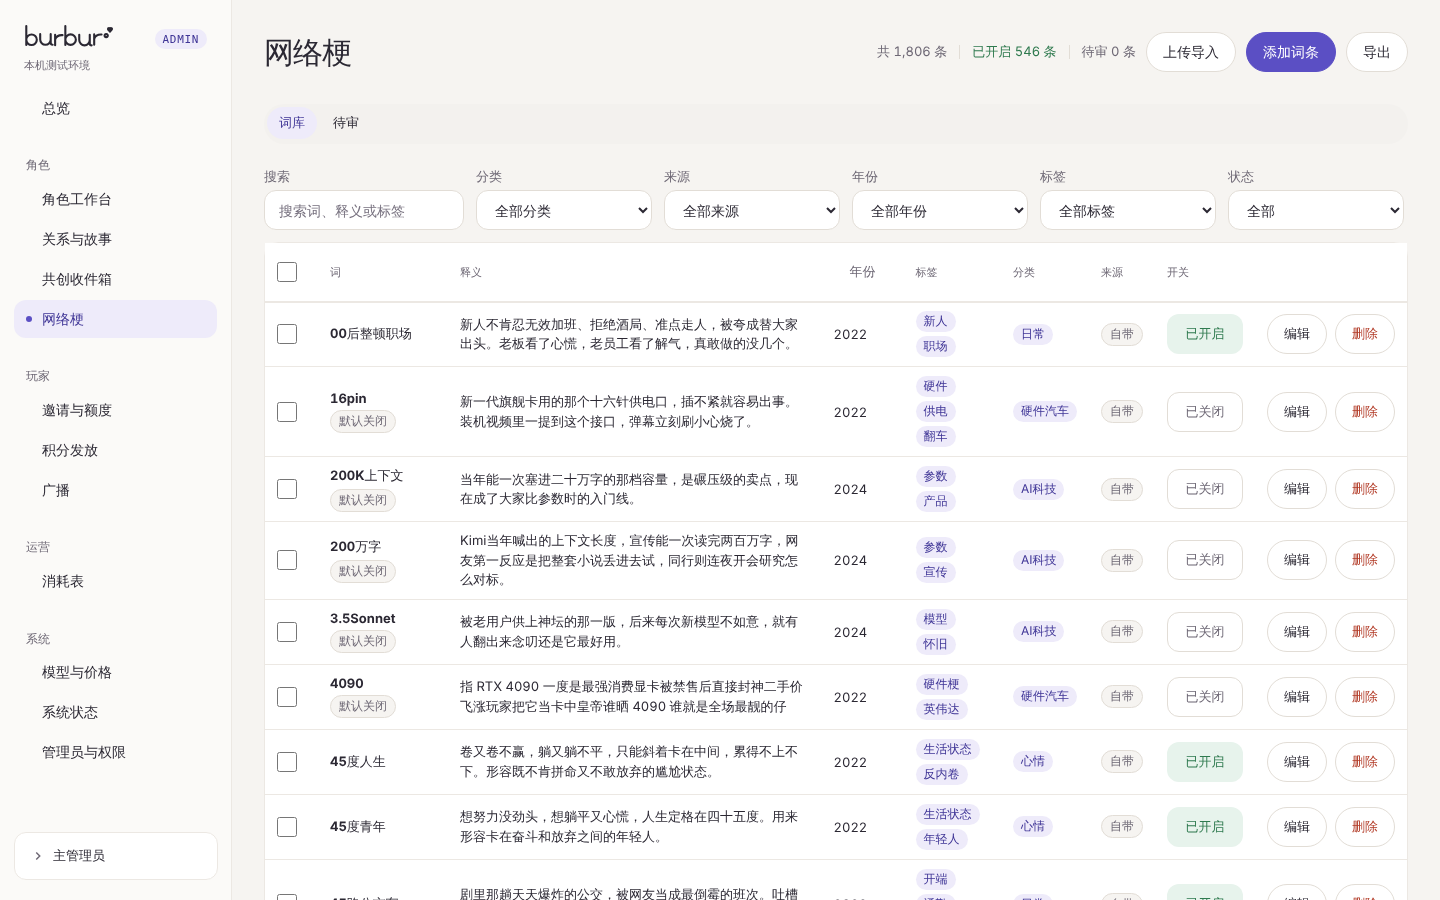 burbur
ADMIN
本机测试环境
总览
角色
角色工作台
关系与故事
共创收件箱
网络梗
玩家
邀请与额度
积分发放
广播
运营
消耗表
系统
模型与价格
系统状态
管理员与权限
主管理员
网络梗
共 1,806 条
已开启 546 条
待审 0 条
上传导入
添加词条
导出
词库
待审
搜索
分类
来源
年份
标签
状态
搜索词、释义或标签
全部分类
全部来源
全部年份
全部标签
全部
词
释义
年份
标签
分类
来源
开关
00后整顿职场
新人不肯忍无效加班、拒绝酒局、准点走人，被夸成替大家
出头。老板看了心慌，老员工看了解气，真敢做的没几个。
2022
新人
职场
日常
自带
已开启
编辑
删除
16pin
默认关闭
新一代旗舰卡用的那个十六针供电口，插不紧就容易出事。
装机视频里一提到这个接口，弹幕立刻刷小心烧了。
2022
硬件
供电
翻车
硬件汽车
自带
已关闭
编辑
删除
200K上下文
默认关闭
当年能一次塞进二十万字的那档容量，是碾压级的卖点，现
在成了大家比参数时的入门线。
2024
参数
产品
AI科技
自带
已关闭
编辑
删除
200万字
默认关闭
Kimi当年喊出的上下文长度，宣传能一次读完两百万字，网
友第一反应是把整套小说丢进去试，同行则连夜开会研究怎
么对标。
2024
参数
宣传
AI科技
自带
已关闭
编辑
删除
3.5Sonnet
默认关闭
被老用户供上神坛的那一版，后来每次新模型不如意，就有
人翻出来念叨还是它最好用。
2024
模型
怀旧
AI科技
自带
已关闭
编辑
删除
4090
默认关闭
指 RTX 4090 一度是最强消费显卡被禁售后直接封神二手价
飞涨玩家把它当卡中皇帝谁晒 4090 谁就是全场最靓的仔
2022
硬件梗
英伟达
硬件汽车
自带
已关闭
编辑
删除
45度人生
卷又卷不赢，躺又躺不平，只能斜着卡在中间，累得不上不
下。形容既不肯拼命又不敢放弃的尴尬状态。
2022
生活状态
反内卷
心情
自带
已开启
编辑
删除
45度青年
想努力没劲头，想躺平又心慌，人生定格在四十五度。用来
形容卡在奋斗和放弃之间的年轻人。
2022
生活状态
年轻人
心情
自带
已开启
编辑
删除
剧里那趟天天爆炸的公交，被网友当成最倒霉的班次。吐槽
开端